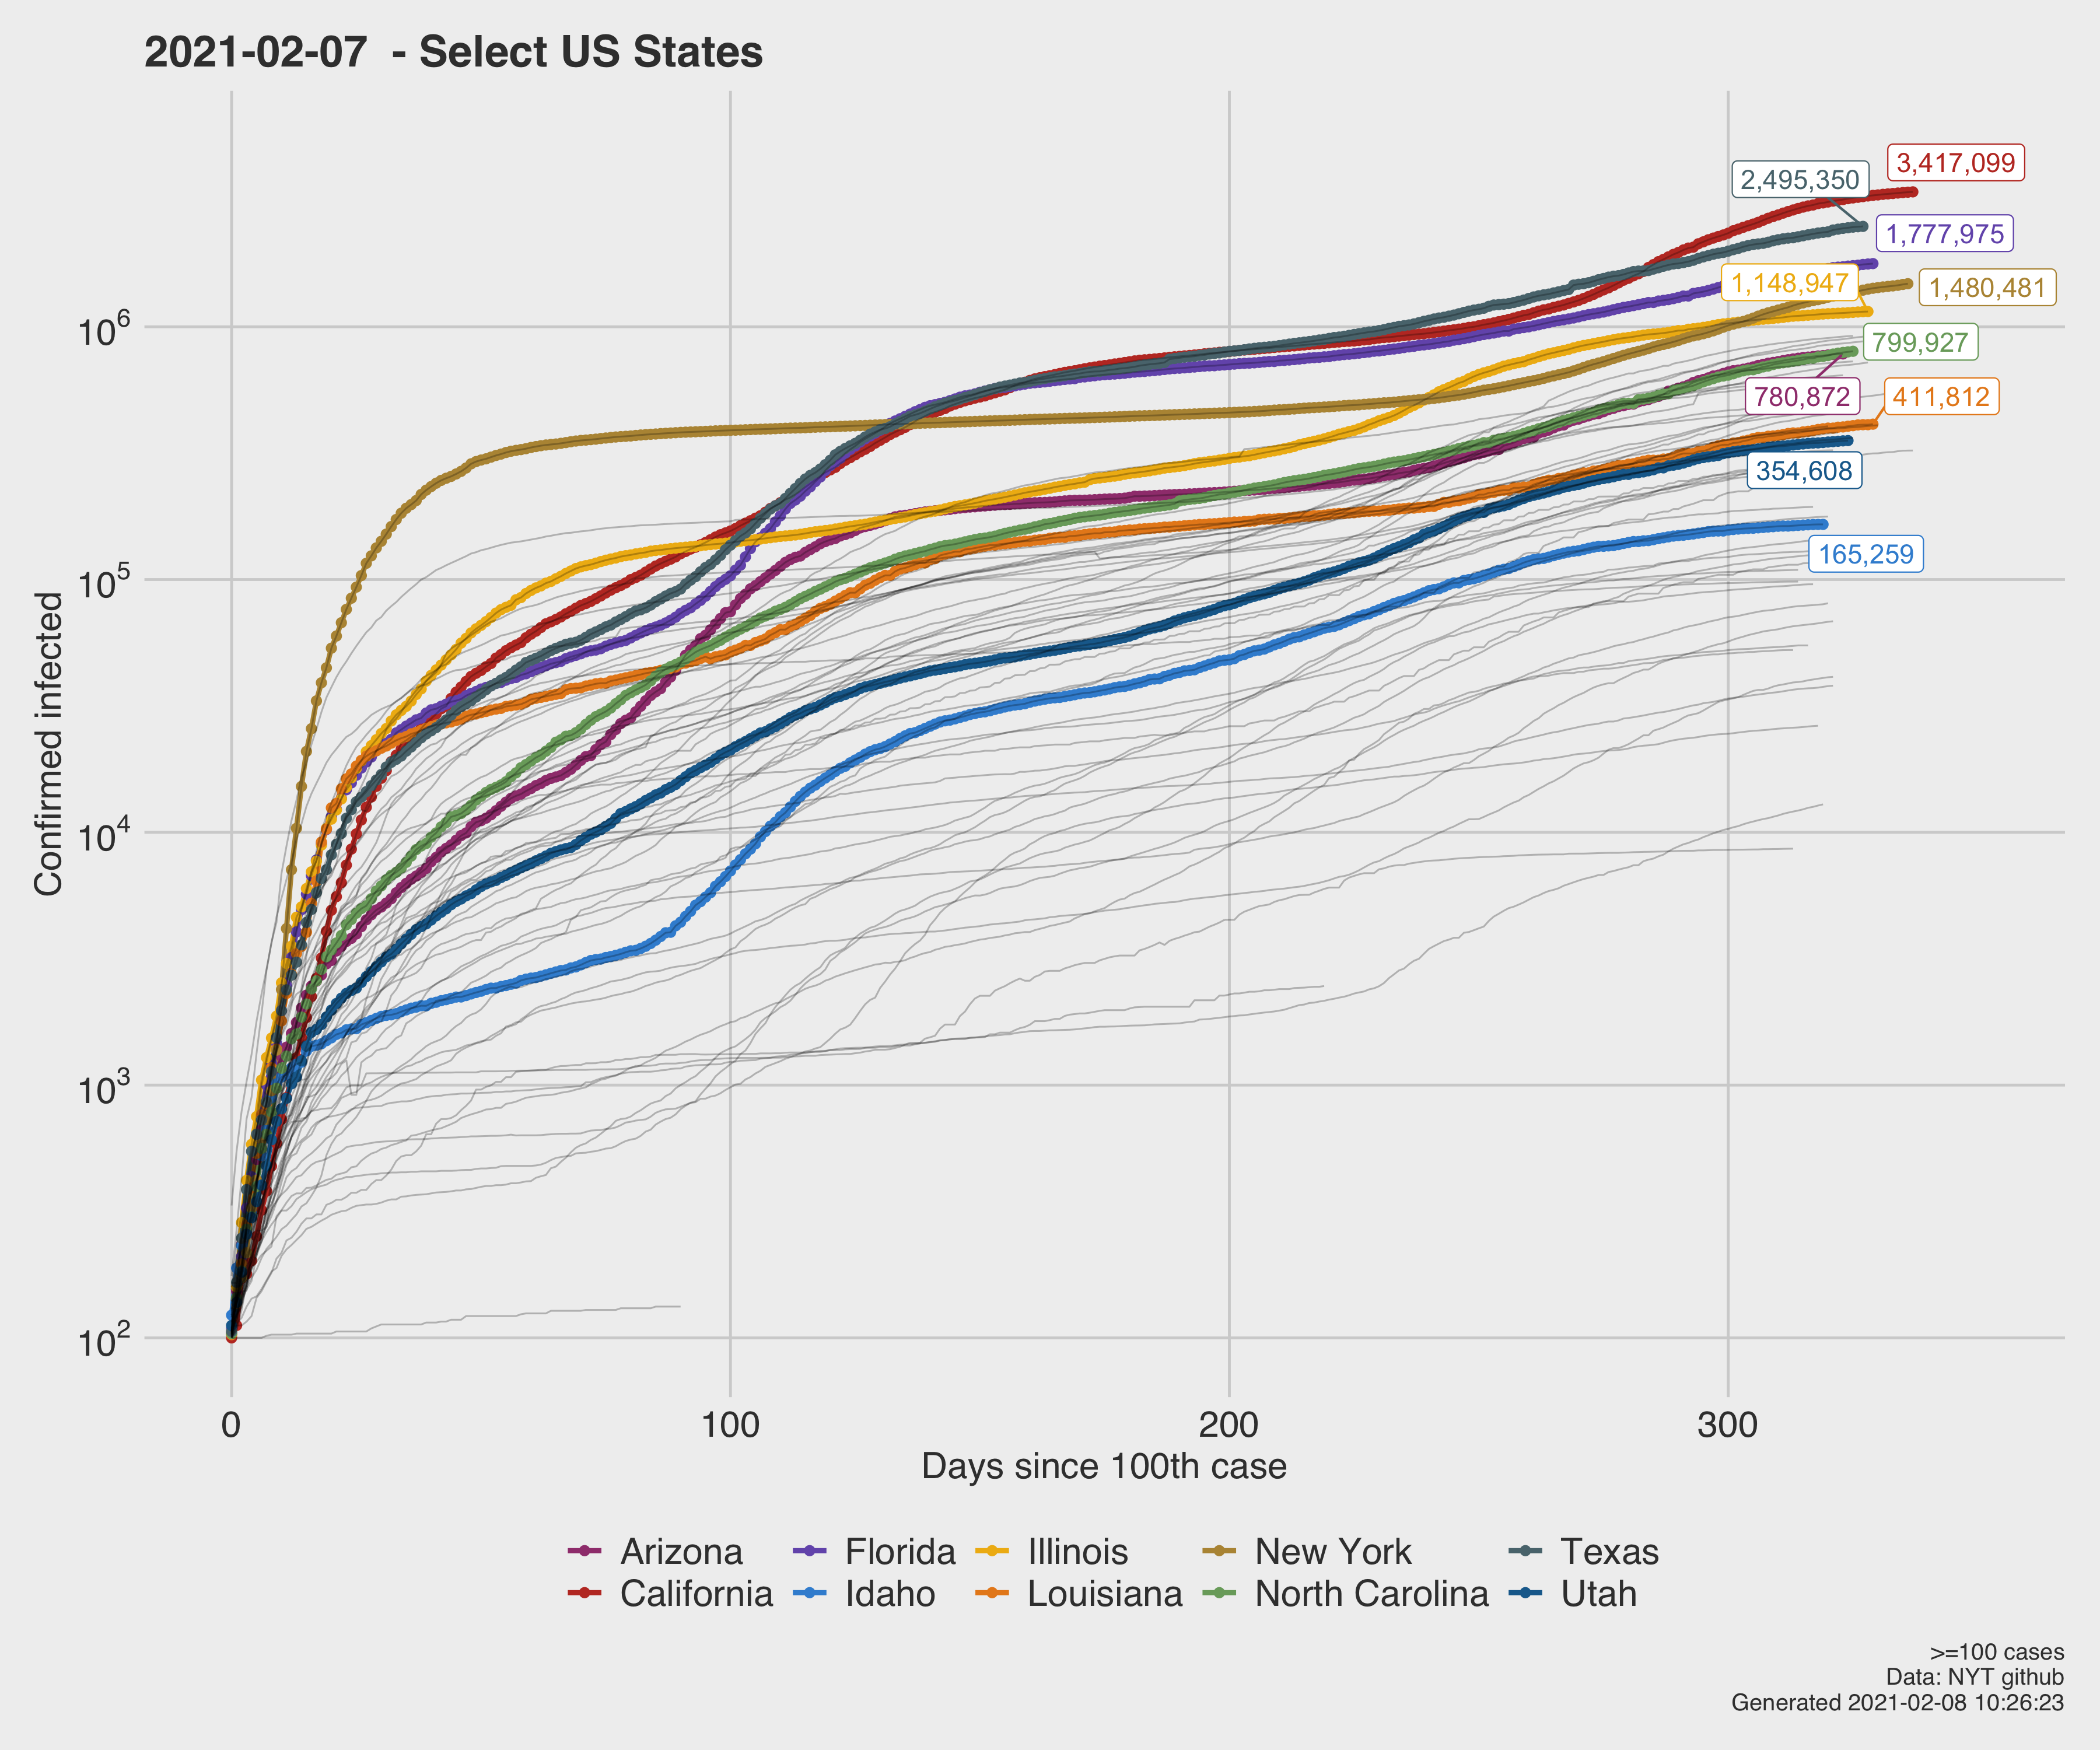 2021-02-07 - Select US States
3,417,099
2,495,350
1,777,975
1,148,947
1,480,481
799,927
780,872
411,812
354,608
165,259
10^6
10^5
10^4
10^3
10^2
Confirmed infected
0 100 200 300
Days since 100th case
Arizona Florida Illinois New York Texas
California Idaho Louisiana North Carolina Utah
>=100 cases
Data: NYT github
Generated 2021-02-08 10:26:23